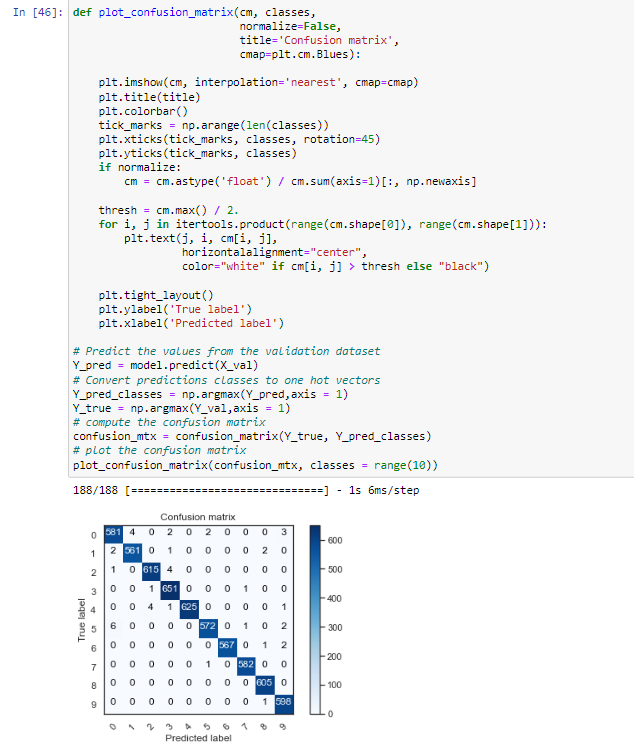 In [46]: def plot_confusion_matrix(cm, classes,
                          normalize=False,
                          title='Confusion matrix',
                          cmap=plt.cm.Blues):

    plt.imshow(cm, interpolation='nearest', cmap=cmap)
    plt.title(title)
    plt.colorbar()
    tick_marks = np.arange(len(classes))
    plt.xticks(tick_marks, classes, rotation=45)
    plt.yticks(tick_marks, classes)
    if normalize:
        cm = cm.astype('float') / cm.sum(axis=1)[:, np.newaxis]

    thresh = cm.max() / 2.
    for i, j in itertools.product(range(cm.shape[0]), range(cm.shape[1])):
        plt.text(j, i, cm[i, j],
                 horizontalalignment="center",
                 color="white" if cm[i, j] > thresh else "black")

    plt.tight_layout()
    plt.ylabel('True label')
    plt.xlabel('Predicted label')

# Predict the values from the validation dataset
Y_pred = model.predict(X_val)
# Convert predictions classes to one hot vectors
Y_pred_classes = np.argmax(Y_pred,axis = 1)
Y_true = np.argmax(Y_val,axis = 1)
# compute the confusion matrix
confusion_mtx = confusion_matrix(Y_true, Y_pred_classes)
# plot the confusion matrix
plot_confusion_matrix(confusion_mtx, classes = range(10))
188/188 [==============================] - 1s 6ms/step
Confusion matrix
True label
0 581 4 0 2 0 2 0 0 0 3
1 2 561 0 1 0 0 0 0 2 0
2 1 0 615 4 0 0 0 0 0 0
3 0 0 1 651 0 0 0 1 0 0
4 0 0 4 1 625 0 0 0 0 1
5 6 0 0 0 0 572 0 1 0 2
6 0 0 0 0 0 0 567 0 1 2
7 0 0 0 0 0 1 0 582 0 0
8 0 0 0 0 0 0 0 0 605 0
9 0 0 0 0 0 0 0 0 1 598
0 1 2 3 4 5 6 7 8 9
Predicted label
600
500
400
300
200
100
0